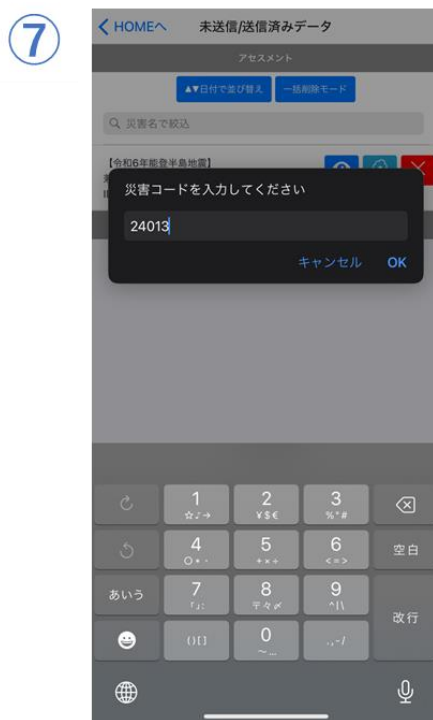 ⑦
< HOMEへ 未送信/送信済みデータ
アセスメント
▲▼日付で並び替え 一括削除モード
災害名で絞込
【令和6年能登半島地震】
災害コードを入力してください
24013
キャンセル OK
1 2 3
☆♪→ ¥$€ %°#
4 5 6 空白
○*・ +×÷ <=>
あいう 7 8 9
「」: 〒々〆 ^|\
改行
()[] 0 .,-/
~…